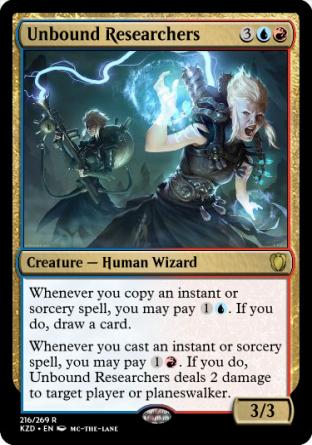 Unbound Researchers 3
Creature — Human Wizard
Whenever you copy an instant or
sorcery spell, you may pay 1. If you
do, draw a card.
Whenever you cast an instant or sorcery
spell, you may pay 1. If you do,
Unbound Researchers deals 2 damage
to target player or planeswalker.
216/269 R
KZD • EN MC-THE-LANE
3/3